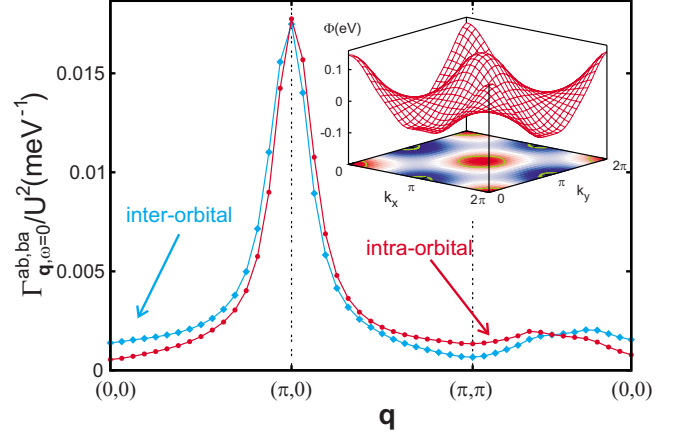 Φ(eV)
0.1
0
-0.1
0
π
2π
0
π
2π
k_x
k_y
0.015
0.01
0.005
0
Γ^{ab,ba}_{q,ω=0}/U^2(meV^{-1})
inter-orbital
intra-orbital
(0,0)
(π,0)
(π,π)
(0,0)
q